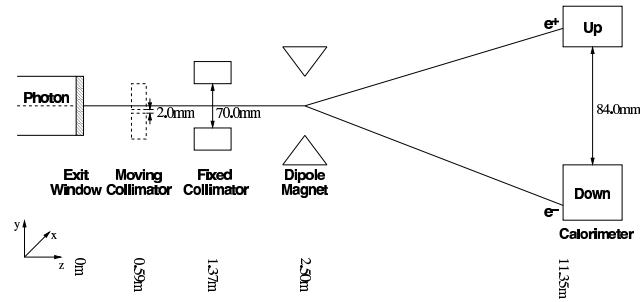 e+
Up
Photon
2.0mm
70.0mm
84.0mm
Exit
Window
Moving
Collimator
Fixed
Collimator
Dipole
Magnet
Down
e−
Calorimeter
y
x
z
0m
0.59m
1.37m
2.50m
11.35m